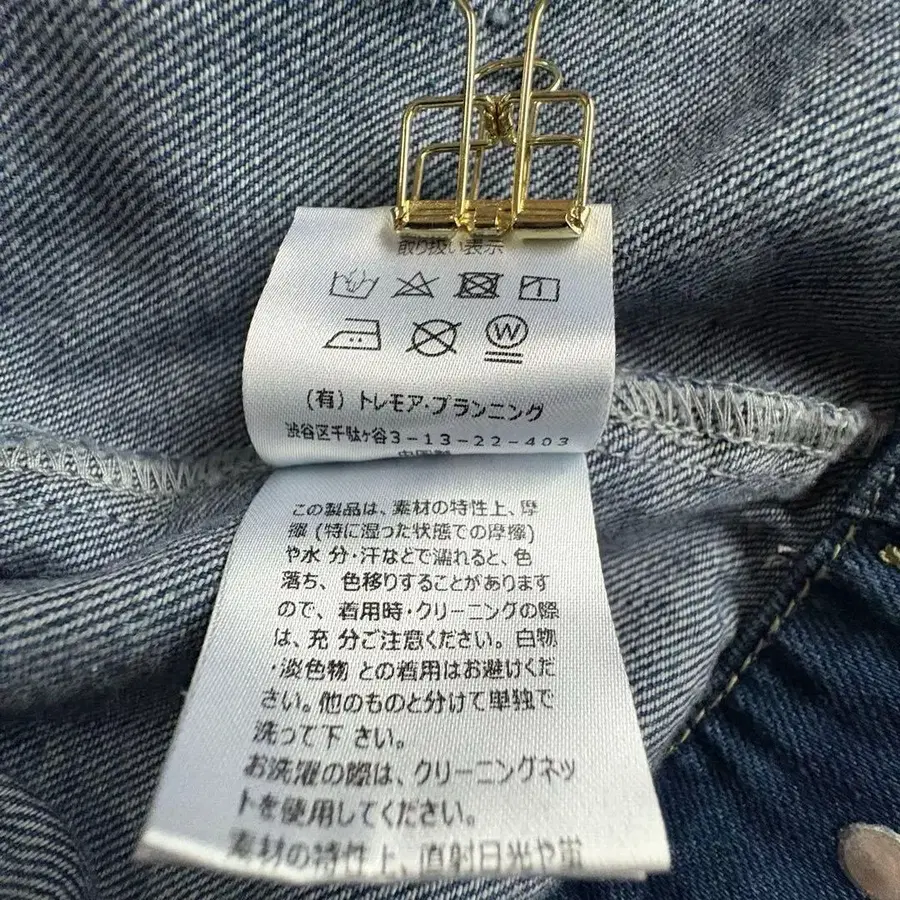 取り扱い表示
W
(有) トレモア・プランニング
渋谷区千駄ヶ谷3-13-22-403
中国製
この製品は、素材の特性上、摩
擦 (特に湿った状態での摩擦)
や水 分・汗などで濡れると、色
落ち、色移りすることがあります
ので、着用時・クリーニングの際
は、充 分ご注意ください。白物
・淡色物 との着用はお避けくだ
さい。他のものと分けて単独で
洗って下 さい。
お洗濯の際は、クリーニングネッ
トを使用してください。
素材の特性上、直射日光や蛍